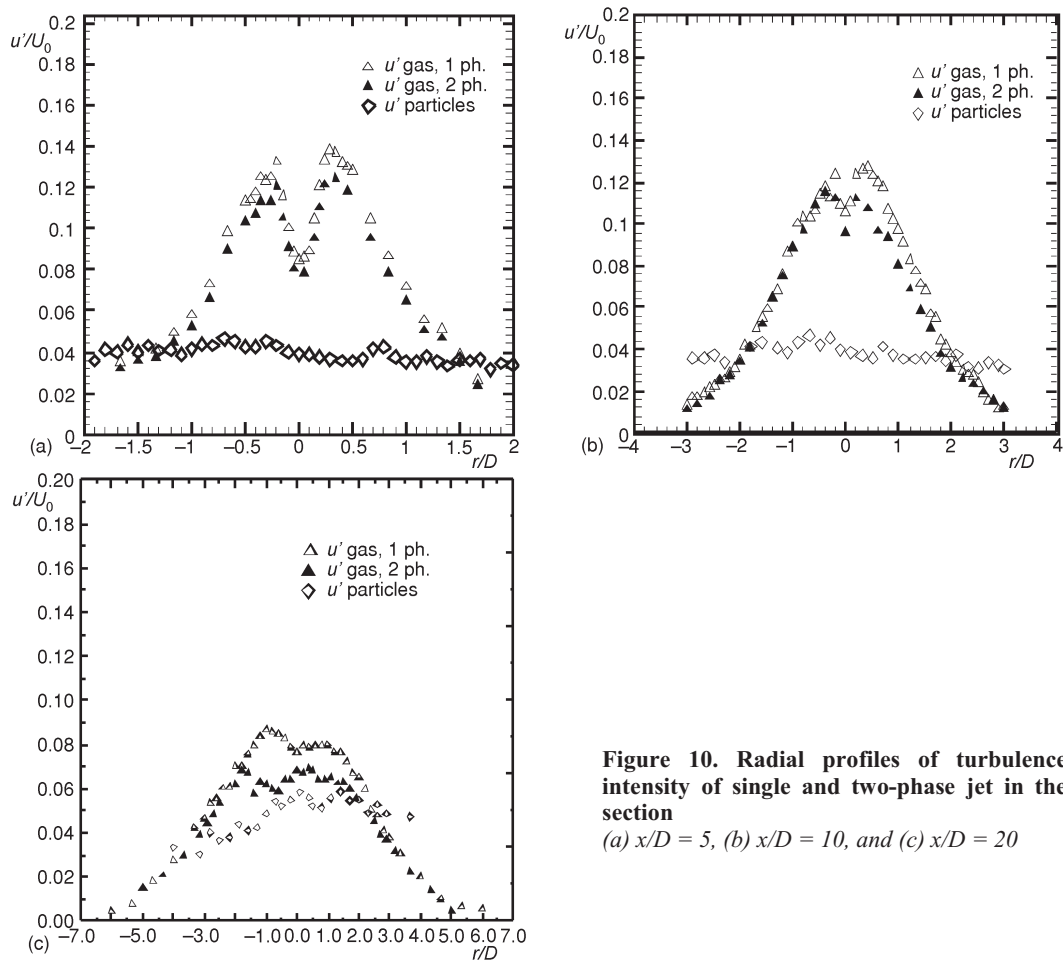 0.2
u'/U0
0.18
0.16
0.14
0.12
0.1
0.08
0.06
0.04
0.02
0
u' gas, 1 ph.
u' gas, 2 ph.
u' particles
(a)
–2 –1.5 –1 –0.5 0 0.5 1 1.5 2
r/D
0.2
u'/U0
0.18
0.16
0.14
0.12
0.1
0.08
0.06
0.04
0.02
0
u' gas, 1 ph.
u' gas, 2 ph.
u' particles
(b)
–4 –3 –2 –1 0 1 2 3 4
r/D
0.20
u'/U0
0.18
0.16
0.14
0.12
0.10
0.08
0.06
0.04
0.02
0.00
u' gas, 1 ph.
u' gas, 2 ph.
u' particles
(c)
–7.0 –5.0 –3.0 –1.0 0.0 1.0 2.0 3.0 4.0 5.0 6.0 7.0
r/D
Figure 10. Radial profiles of turbulence
intensity of single and two-phase jet in the
section
(a) x/D = 5, (b) x/D = 10, and (c) x/D = 20